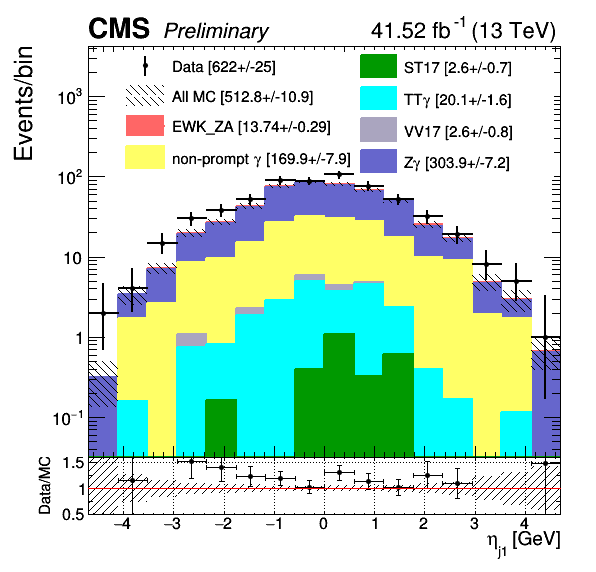 CMS Preliminary 41.52 fb⁻¹ (13 TeV)
Events/bin
Data [622+/-25]
All MC [512.8+/-10.9]
EWK_ZA [13.74+/-0.29]
non-prompt γ [169.9+/-7.9]
ST17 [2.6+/-0.7]
TTγ [20.1+/-1.6]
VV17 [2.6+/-0.8]
Zγ [303.9+/-7.2]
10³
10²
10
1
10⁻¹
Data/MC
1.5
1
0.5
−4 −3 −2 −1 0 1 2 3 4
η_j1 [GeV]